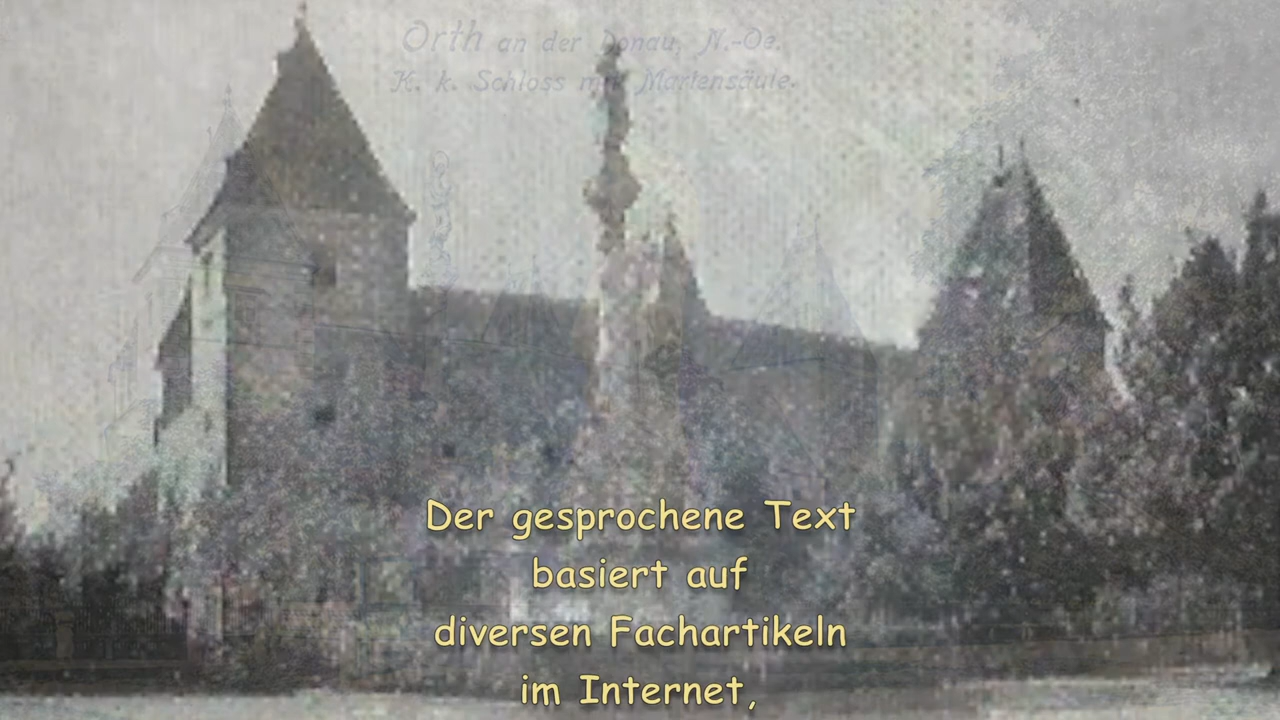 Orth an der Donau, N.-Oe.
K. k. Schloss mit Mariensäule.
Der gesprochene Text
basiert auf
diversen Fachartikeln
im Internet,